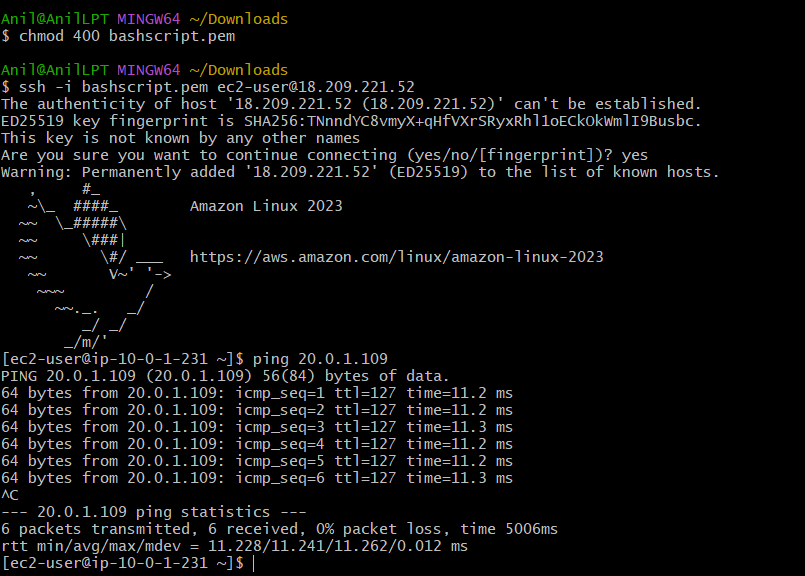 Anil@AnilLPT MINGW64 ~/Downloads
$ chmod 400 bashscript.pem

Anil@AnilLPT MINGW64 ~/Downloads
$ ssh -i bashscript.pem ec2-user@18.209.221.52
The authenticity of host '18.209.221.52 (18.209.221.52)' can't be established.
ED25519 key fingerprint is SHA256:TNnndYC8vmyX+qHfVXrSRyxRhl1oECkOkWmlI9Busbc.
This key is not known by any other names
Are you sure you want to continue connecting (yes/no/[fingerprint])? yes
Warning: Permanently added '18.209.221.52' (ED25519) to the list of known hosts.
   ,     #_
   ~\_  ####_        Amazon Linux 2023
  ~~  \_#####\
  ~~     \###|
  ~~       \#/ ___   https://aws.amazon.com/linux/amazon-linux-2023
   ~~       V~' '->
    ~~~         /
      ~~._.   _/
         _/ _/
       _/m/'
[ec2-user@ip-10-0-1-231 ~]$ ping 20.0.1.109
PING 20.0.1.109 (20.0.1.109) 56(84) bytes of data.
64 bytes from 20.0.1.109: icmp_seq=1 ttl=127 time=11.2 ms
64 bytes from 20.0.1.109: icmp_seq=2 ttl=127 time=11.2 ms
64 bytes from 20.0.1.109: icmp_seq=3 ttl=127 time=11.3 ms
64 bytes from 20.0.1.109: icmp_seq=4 ttl=127 time=11.2 ms
64 bytes from 20.0.1.109: icmp_seq=5 ttl=127 time=11.2 ms
64 bytes from 20.0.1.109: icmp_seq=6 ttl=127 time=11.3 ms
^C
--- 20.0.1.109 ping statistics ---
6 packets transmitted, 6 received, 0% packet loss, time 5006ms
rtt min/avg/max/mdev = 11.228/11.241/11.262/0.012 ms
[ec2-user@ip-10-0-1-231 ~]$